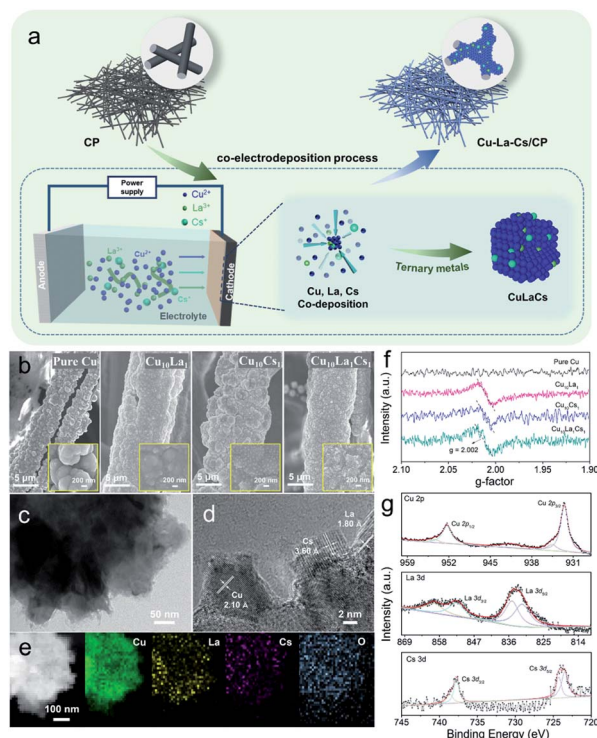 a
CP
Cu-La-Cs/CP
co-electrodeposition process
Power
supply
Cu²⁺
La³⁺
Cs⁺
Anode
La³⁺
Cu²⁺
Cs⁺
Electrolyte
Cathode
Cu, La, Cs
Co-deposition
Ternary metals
CuLaCs
b
Pure Cu
Cu₁₀La₁
Cu₁₀Cs₁
Cu₁₀La₁Cs₁
5 μm
200 nm
5 μm
200 nm
5 μm
200 nm
5 μm
200 nm
c
50 nm
d
La
1.80 Å
Cs
Cu
2.10 Å
2 nm
e
Cu
La
Cs
O
100 nm
f
Intensity (a.u.)
Pure Cu
Cu₁₀La₁
Cu₁₀Cs₁
Cu₁₀La₁Cs₁
g = 2.002
2.10 2.05 2.00 1.95 1.90
g-factor
g
Intensity (a.u.)
Cu 2p
Cu 2p₁/₂
Cu 2p₃/₂
959 952 945 938 931
La 3d
La 3d₃/₂
La 3d₅/₂
869 858 847 836 825 814
Cs 3d
Cs 3d₃/₂
Cs 3d₅/₂
745 740 735 730 725 720
Binding Energy (eV)